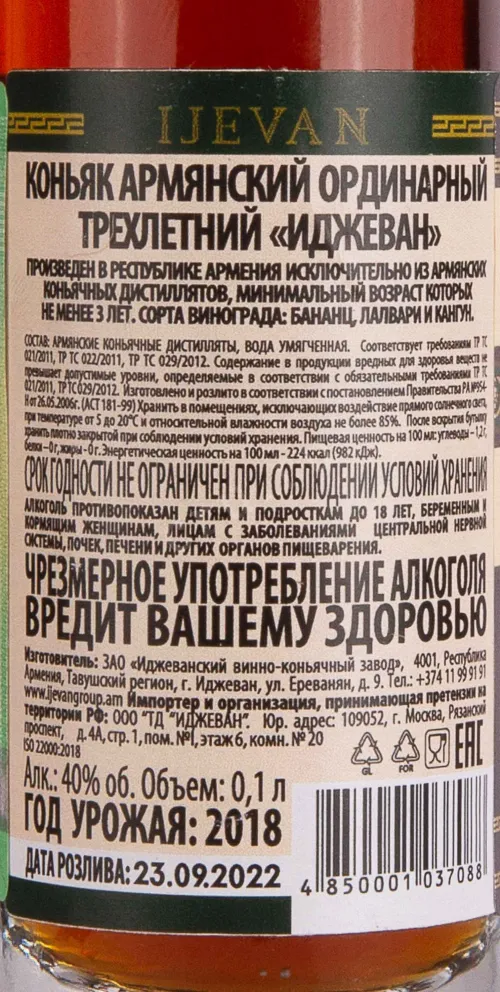 IJEVAN
КОНЬЯК АРМЯНСКИЙ ОРДИНАРНЫЙ
ТРЕХЛЕТНИЙ «ИДЖЕВАН»
ПРОИЗВЕДЕН В РЕСПУБЛИКЕ АРМЕНИЯ ИСКЛЮЧИТЕЛЬНО ИЗ АРМЯНСКИХ
КОНЬЯЧНЫХ ДИСТИЛЛЯТОВ, МИНИМАЛЬНЫЙ ВОЗРАСТ КОТОРЫХ
НЕ МЕНЕЕ 3 ЛЕТ. СОРТА ВИНОГРАДА: БАНАНЦ, ЛАЛВАРИ И КАНГУН.
СОСТАВ: АРМЯНСКИЕ КОНЬЯЧНЫЕ ДИСТИЛЛЯТЫ, ВОДА УМЯГЧЕННАЯ. Соответствует требованиям ТР ТС
021/2011, ТР ТС 022/2011, ТР ТС 029/2012. Содержание в продукции вредных для здоровья веществ не
превышает допустимые уровни, определяемые в соответствии с обязательными требованиями ТР ТС
021/2011, ТР ТС 029/2012. Изготовлено и розлито в соответствии с постановлением Правительства РА №954-
Н от 26.05.2006г. (АСТ 181-99) Хранить в помещениях, исключающих воздействие прямого солнечного света,
при температуре от 5 до 20°С и относительной влажности воздуха не более 85%. После вскрытия бутылку
хранить плотно закрытой при соблюдении условий хранения. Пищевая ценность на 100 мл: углеводы – 1,2 г,
белки – 0 г, жиры - 0 г. Энергетическая ценность на 100 мл - 224 ккал (982 кДж).
СРОК ГОДНОСТИ НЕ ОГРАНИЧЕН ПРИ СОБЛЮДЕНИИ УСЛОВИЙ ХРАНЕНИЯ
АЛКОГОЛЬ ПРОТИВОПОКАЗАН ДЕТЯМ И ПОДРОСТКАМ ДО 18 ЛЕТ, БЕРЕМЕННЫМ И
КОРМЯЩИМ ЖЕНЩИНАМ, ЛИЦАМ С ЗАБОЛЕВАНИЯМИ ЦЕНТРАЛЬНОЙ НЕРВНОЙ
СИСТЕМЫ, ПОЧЕК, ПЕЧЕНИ И ДРУГИХ ОРГАНОВ ПИЩЕВАРЕНИЯ.
ЧРЕЗМЕРНОЕ УПОТРЕБЛЕНИЕ АЛКОГОЛЯ
ВРЕДИТ ВАШЕМУ ЗДОРОВЬЮ
Изготовитель: ЗАО «Иджеванский винно-коньячный завод», 4001, Республика
Армения, Тавушский регион, г. Иджеван, ул. Ереванян, д. 9. Тел.: +374 11 99 91 91
www.ijevangroup.am Импортер и организация, принимающая претензии на
территории РФ: ООО "ТД "ИДЖЕВАН". Юр. адрес: 109052, г. Москва, Рязанский
проспект, д. 4А, стр. 1, пом. №I, этаж 6, комн. № 20
ISO 22000:2018
GL FOR EAC
Алк.: 40% об. Объем: 0,1 л
ГОД УРОЖАЯ: 2018
ДАТА РОЗЛИВА: 23.09.2022
4 850001 037088